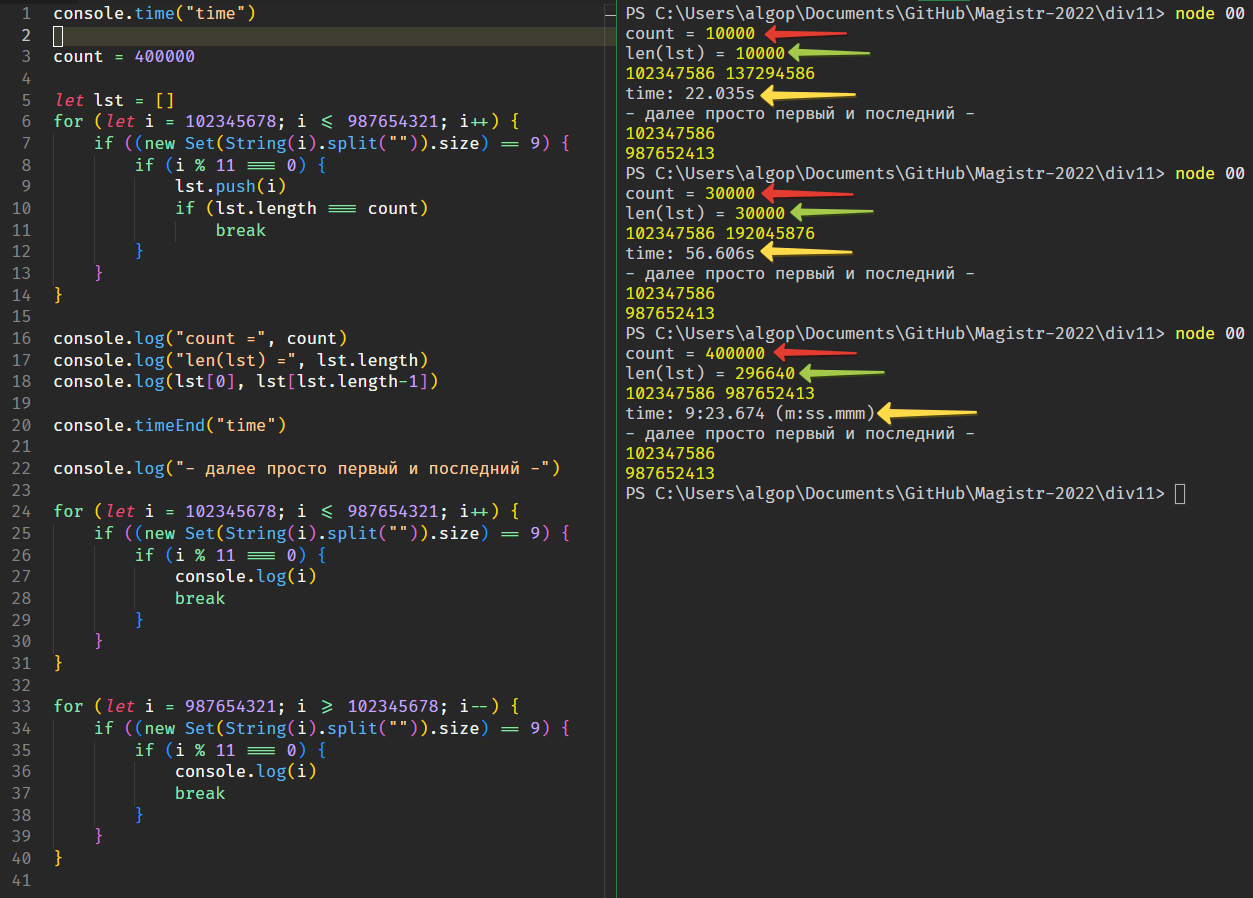 1 console.time("time")
2
3 count = 400000
4
5 let lst = []
6 for (let i = 102345678; i <= 987654321; i++) {
7     if ((new Set(String(i).split("")).size) == 9) {
8         if (i % 11 === 0) {
9             lst.push(i)
10             if (lst.length === count)
11                 break
12         }
13     }
14 }
15
16 console.log("count =", count)
17 console.log("len(lst) =", lst.length)
18 console.log(lst[0], lst[lst.length-1])
19
20 console.timeEnd("time")
21
22 console.log("- далее просто первый и последний -")
23
24 for (let i = 102345678; i <= 987654321; i++) {
25     if ((new Set(String(i).split("")).size) == 9) {
26         if (i % 11 === 0) {
27             console.log(i)
28             break
29         }
30     }
31 }
32
33 for (let i = 987654321; i >= 102345678; i--) {
34     if ((new Set(String(i).split("")).size) == 9) {
35         if (i % 11 === 0) {
36             console.log(i)
37             break
38         }
39     }
40 }
41
PS C:\Users\algop\Documents\GitHub\Magistr-2022\div11> node 00
count = 10000
len(lst) = 10000
102347586 137294586
time: 22.035s
- далее просто первый и последний -
102347586
987652413
PS C:\Users\algop\Documents\GitHub\Magistr-2022\div11> node 00
count = 30000
len(lst) = 30000
102347586 192045876
time: 56.606s
- далее просто первый и последний -
102347586
987652413
PS C:\Users\algop\Documents\GitHub\Magistr-2022\div11> node 00
count = 400000
len(lst) = 296640
102347586 987652413
time: 9:23.674 (m:ss.mmm)
- далее просто первый и последний -
102347586
987652413
PS C:\Users\algop\Documents\GitHub\Magistr-2022\div11>